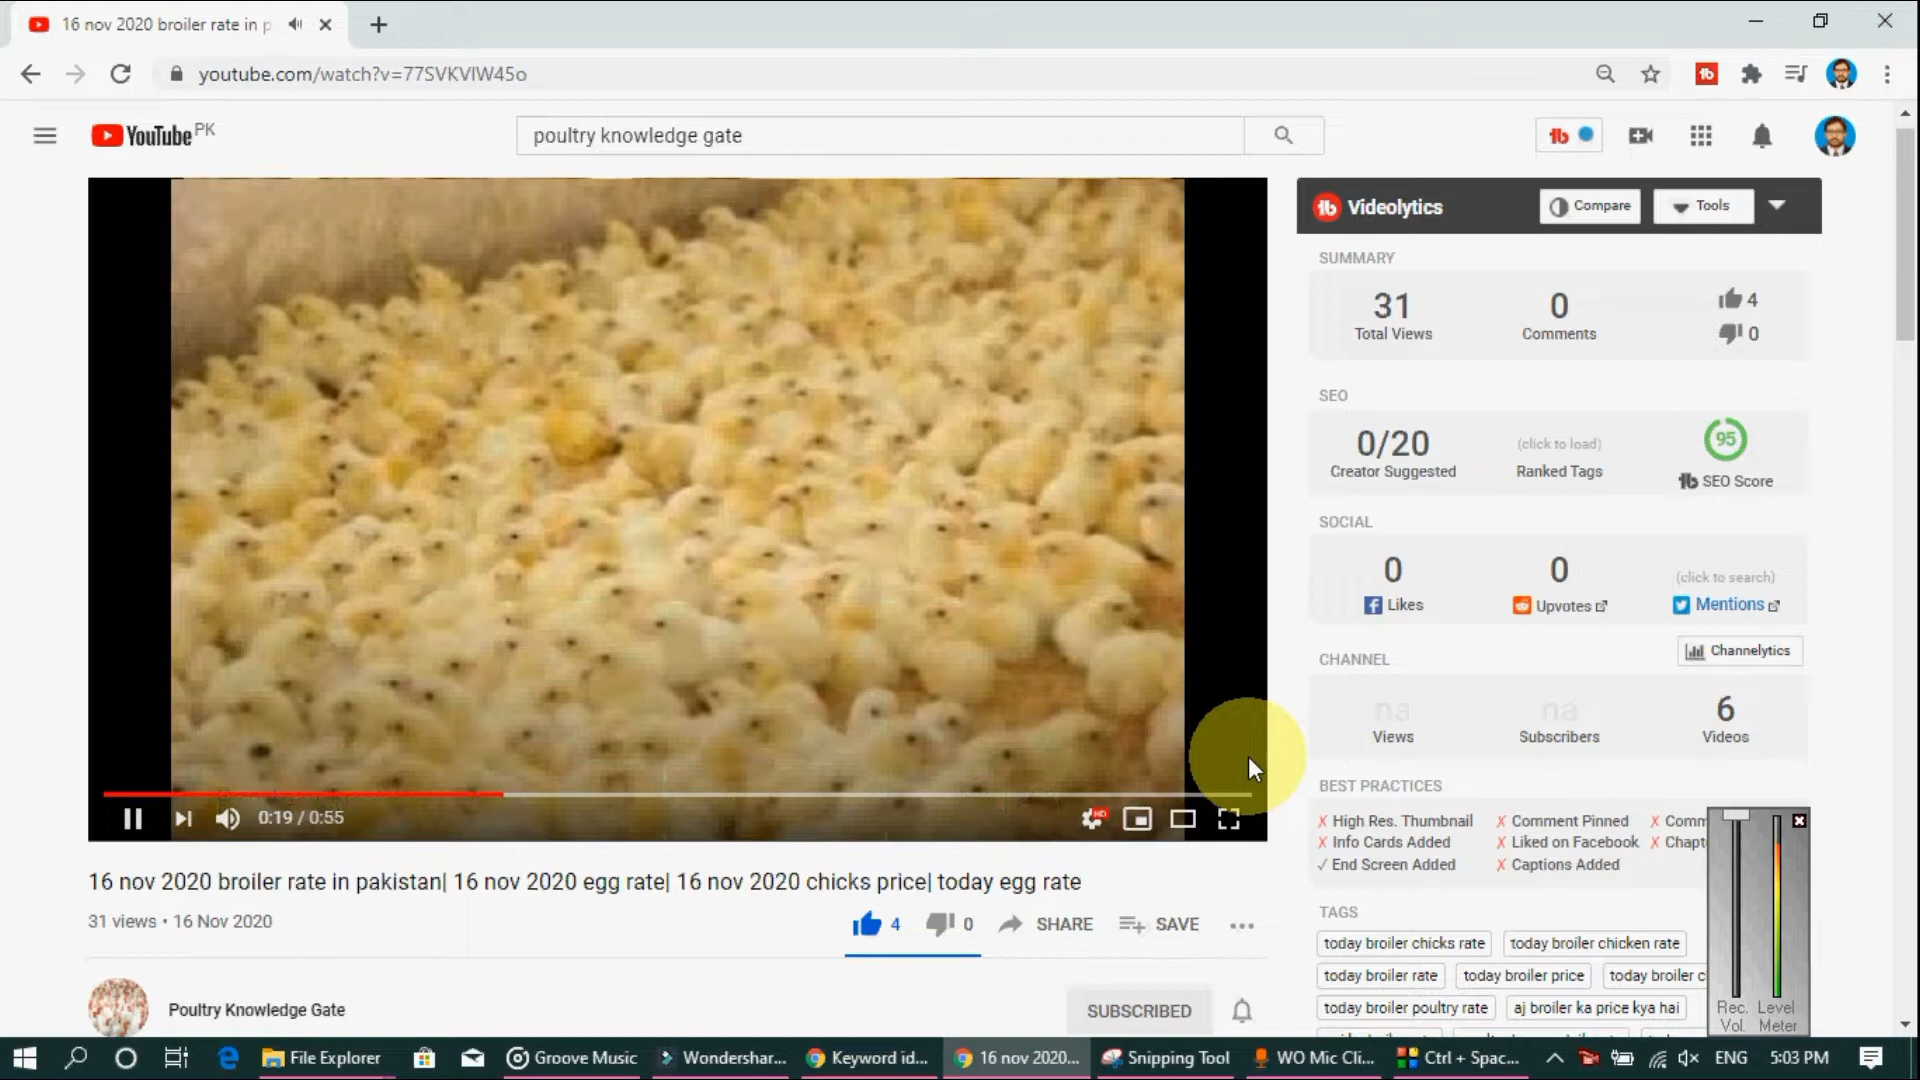 16 nov 2020 broiler rate in p
youtube.com/watch?v=77SVKVIW45o
YouTube PK
poultry knowledge gate
Videolytics
Compare
Tools
SUMMARY
31
Total Views
0
Comments
4
0
SEO
0/20
Creator Suggested
(click to load)
Ranked Tags
95
SEO Score
SOCIAL
0
Likes
0
Upvotes
(click to search)
Mentions
CHANNEL
Channelytics
na
Views
na
Subscribers
6
Videos
BEST PRACTICES
X High Res. Thumbnail
X Comment Pinned
X Comm
X Info Cards Added
X Liked on Facebook
X Chapt
✓ End Screen Added
X Captions Added
TAGS
today broiler chicks rate
today broiler chicken rate
today broiler rate
today broiler price
today broiler c
today broiler poultry rate
aj broiler ka price kya hai
Rec. Vol.
Level Meter
0:19 / 0:55
HD
16 nov 2020 broiler rate in pakistan| 16 nov 2020 egg rate| 16 nov 2020 chicks price| today egg rate
31 views • 16 Nov 2020
4
0
SHARE
SAVE
Poultry Knowledge Gate
SUBSCRIBED
File Explorer
Groove Music
Wondershar...
Keyword id...
16 nov 2020...
Snipping Tool
WO Mic Cli...
Ctrl + Spac...
ENG
5:03 PM